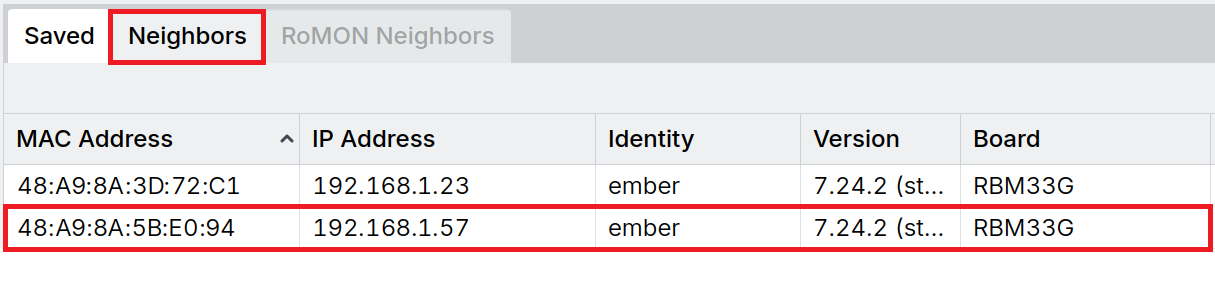 Saved Neighbors RoMON Neighbors
MAC Address IP Address Identity Version Board
48:A9:8A:3D:72:C1 192.168.1.23 ember 7.24.2 (st... RBM33G
48:A9:8A:5B:E0:94 192.168.1.57 ember 7.24.2 (st... RBM33G